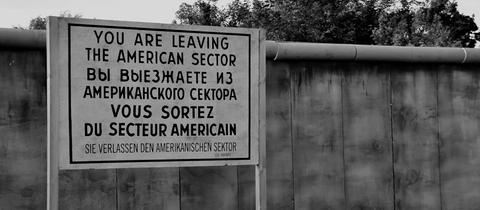 YOU ARE LEAVING
THE AMERICAN SECTOR
ВЫ ВЫЕЗЖАЕТЕ ИЗ
АМЕРИКАНСКОГО СЕКТОРА
VOUS SORTEZ
DU SECTEUR AMERICAIN
SIE VERLASSEN DEN AMERIKANISCHEN SEKTOR